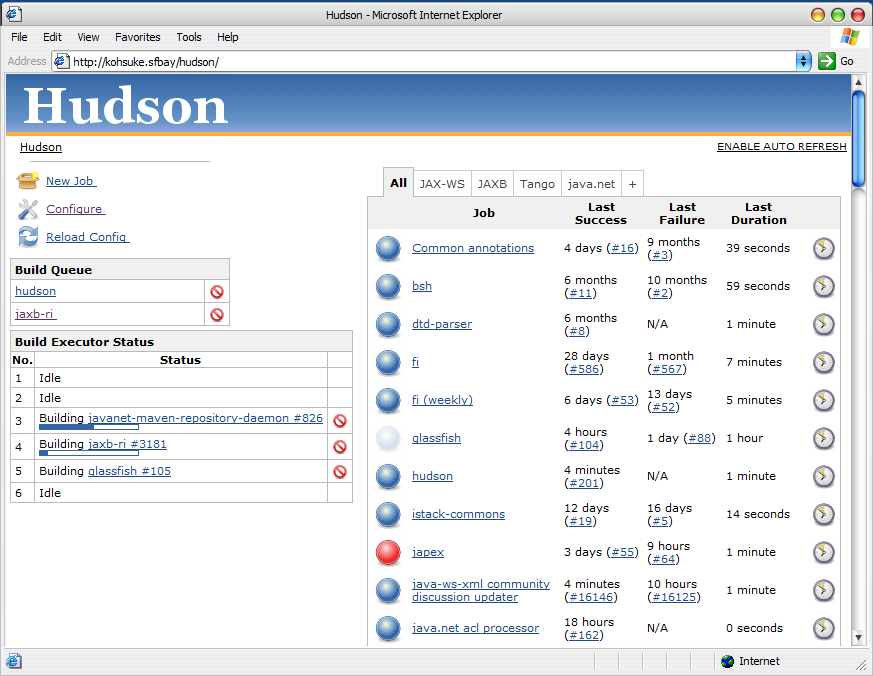 Hudson - Microsoft Internet Explorer
File Edit View Favorites Tools Help
Address http://kohsuke.sfbay/hudson/ Go
Hudson
Hudson
ENABLE AUTO REFRESH
New Job
Configure
Reload Config
Build Queue
hudson
jaxb-ri
Build Executor Status
No. Status
1 Idle
2 Idle
3 Building javanet-maven-repository-daemon #826
4 Building jaxb-ri #3181
5 Building glassfish #105
6 Idle
All JAX-WS JAXB Tango java.net +
Job Last Success Last Failure Last Duration
Common annotations 4 days (#16) 9 months (#3) 39 seconds
bsh 6 months (#11) 10 months (#2) 59 seconds
dtd-parser 6 months (#8) N/A 1 minute
fi 28 days (#586) 1 month (#567) 7 minutes
fi (weekly) 6 days (#53) 13 days (#52) 5 minutes
glassfish 4 hours (#104) 1 day (#88) 1 hour
hudson 4 minutes (#201) N/A 1 minute
istack-commons 12 days (#19) 16 days (#5) 14 seconds
japex 3 days (#55) 9 hours (#64) 1 minute
java-ws-xml community discussion updater 4 minutes (#16146) 10 hours (#16125) 1 minute
java.net acl processor 18 hours (#162) N/A 0 seconds
Internet